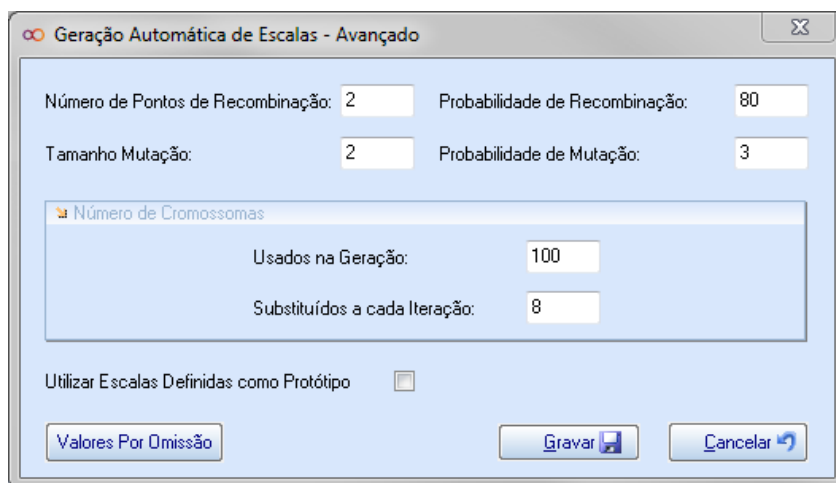 Geração Automática de Escalas - Avançado
Número de Pontos de Recombinação: 2 Probabilidade de Recombinação: 80
Tamanho Mutação: 2 Probabilidade de Mutação: 3
Número de Cromossomas
Usados na Geração: 100
Substituídos a cada Iteração: 8
Utilizar Escalas Definidas como Protótipo
Valores Por Omissão Gravar Cancelar